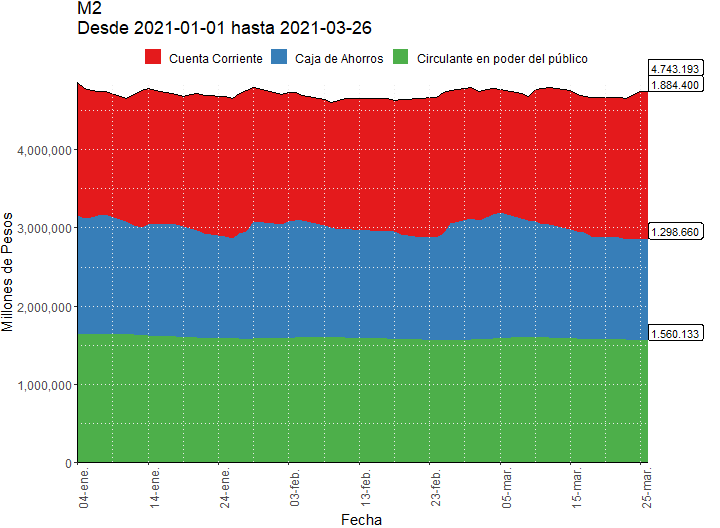 M2
Desde 2021-01-01 hasta 2021-03-26
Cuenta Corriente
Caja de Ahorros
Circulante en poder del público
4.743.193
1.884.400
4,000,000
3,000,000
1.298.660
2,000,000
1.560.133
1,000,000
0
Millones de Pesos
04-ene.
14-ene.
24-ene.
03-feb.
13-feb.
23-feb.
05-mar.
15-mar.
25-mar.
Fecha